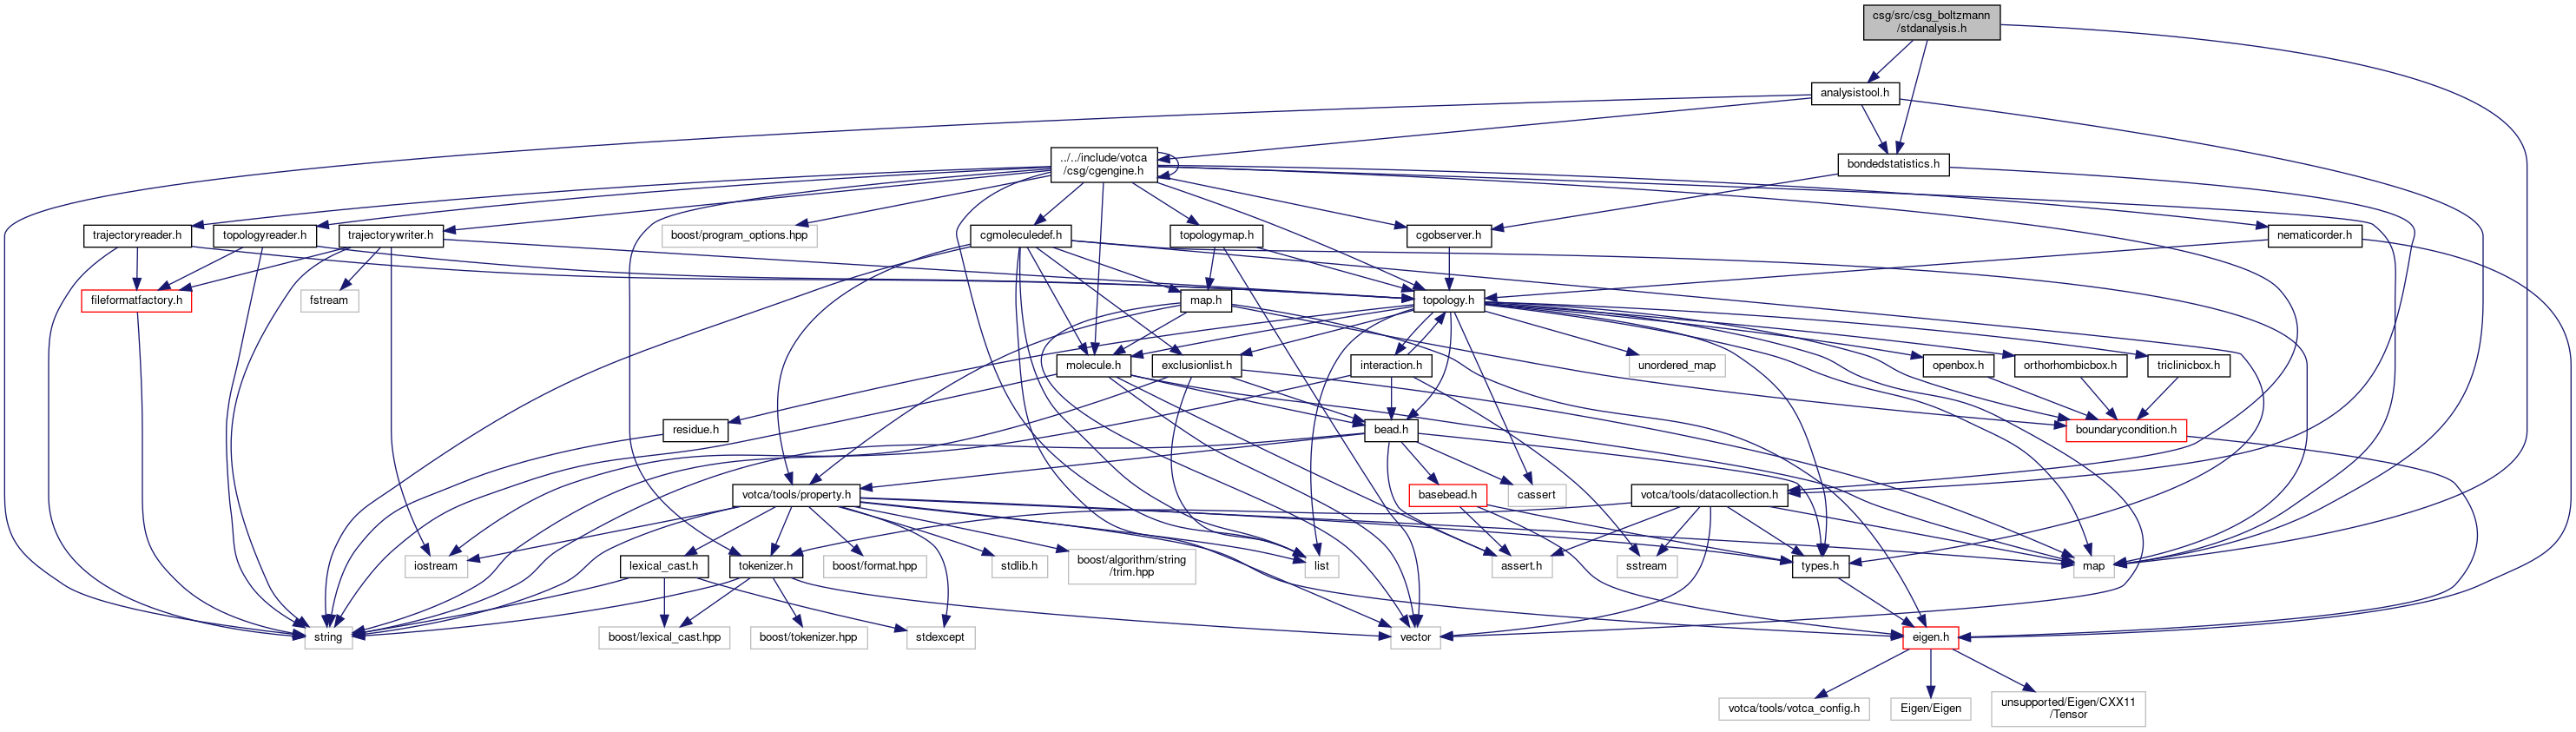 csg/src/csg_boltzmann
/stdanalysis.h
analysistool.h
../../include/votca
/csg/cgengine.h
bondedstatistics.h
trajectoryreader.h
topologyreader.h
trajectorywriter.h
boost/program_options.hpp
cgmoleculedef.h
topologymap.h
cgobserver.h
nematicorder.h
fileformatfactory.h
fstream
map.h
topology.h
molecule.h
exclusionlist.h
interaction.h
unordered_map
openbox.h
orthorhombicbox.h
triclinicbox.h
residue.h
bead.h
boundarycondition.h
votca/tools/property.h
basebead.h
cassert
votca/tools/datacollection.h
iostream
lexical_cast.h
tokenizer.h
boost/format.hpp
stdlib.h
boost/algorithm/string
/trim.hpp
list
assert.h
sstream
types.h
map
string
boost/lexical_cast.hpp
boost/tokenizer.hpp
stdexcept
vector
eigen.h
votca/tools/votca_config.h
Eigen/Eigen
unsupported/Eigen/CXX11
/Tensor